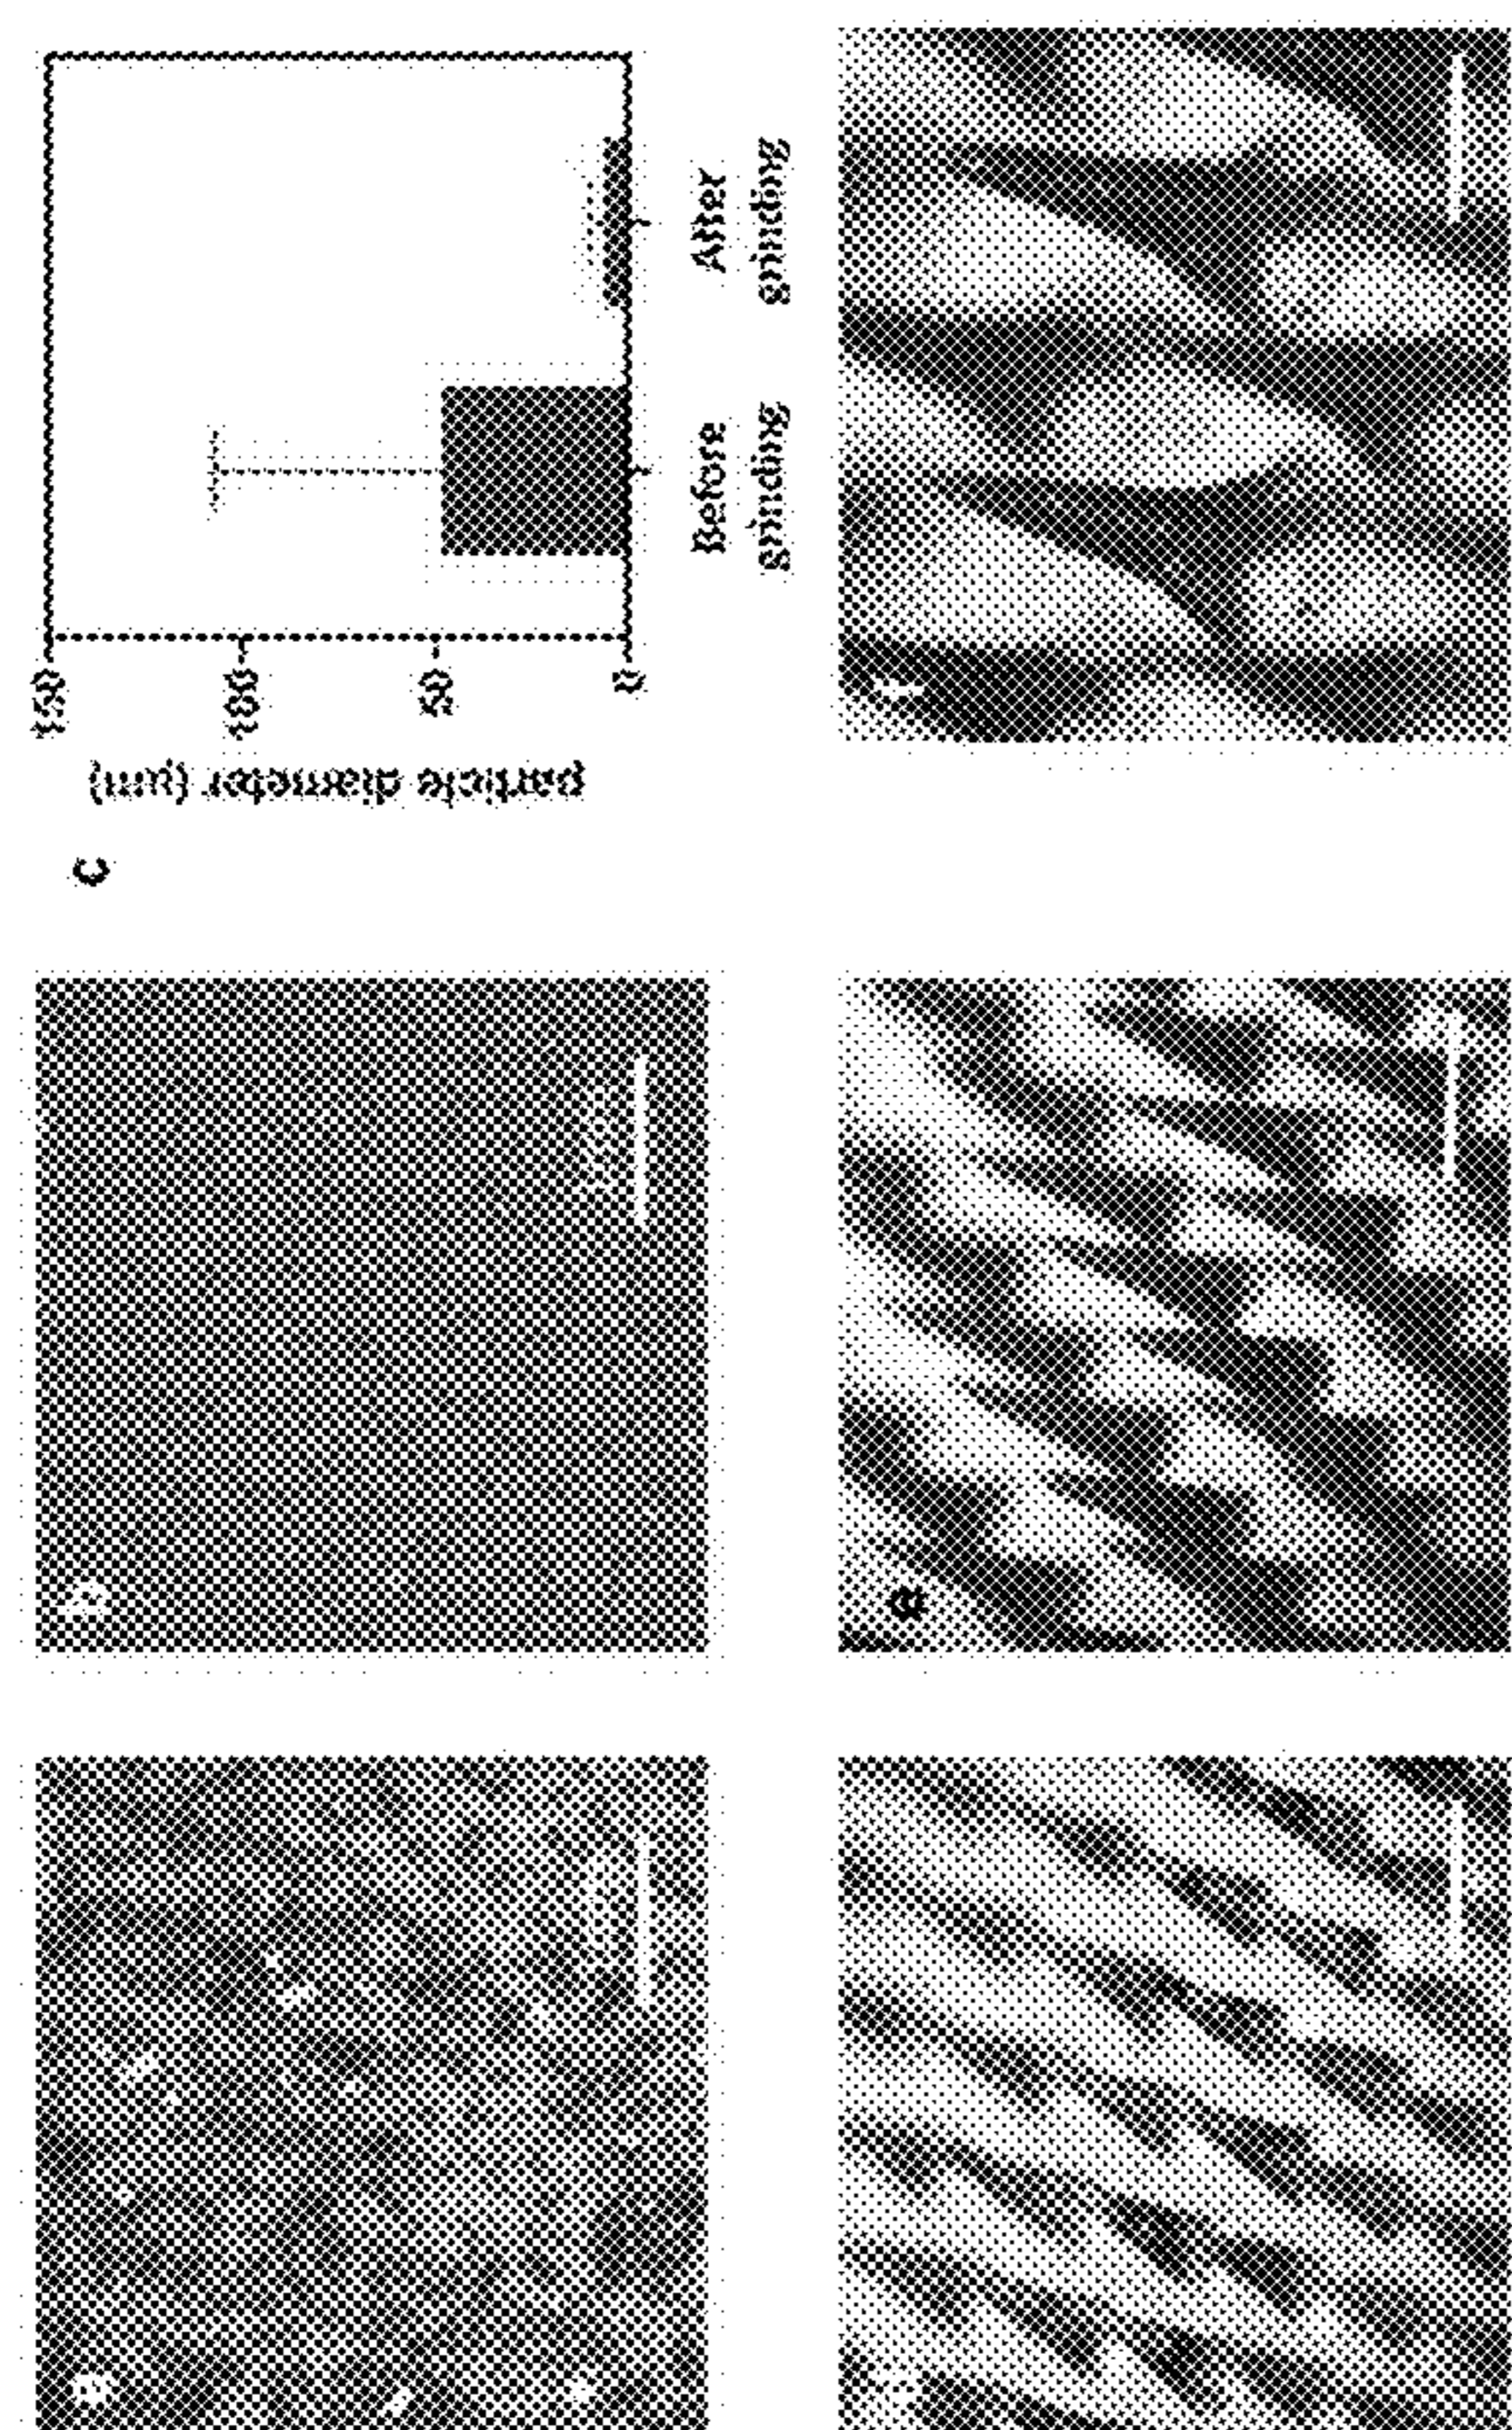 a
b
c
particle diameter (μm)
150
100
50
0
Before
grinding
After
grinding
e
f